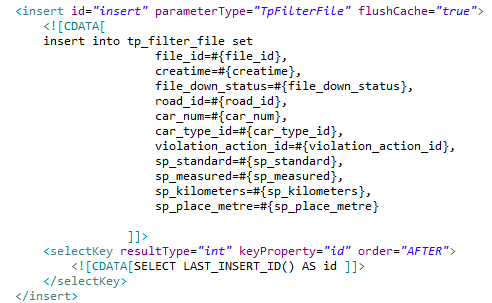 <insert id="insert" parameterType="TpFilterFile" flushCache="true">
<![CDATA[
insert into tp_filter_file set
file_id=#{file_id},
creatime=#{creatime},
file_down_status=#{file_down_status},
road_id=#{road_id},
car_num=#{car_num},
car_type_id=#{car_type_id},
violation_action_id=#{violation_action_id},
sp_standard=#{sp_standard},
sp_measured=#{sp_measured},
sp_kilometers=#{sp_kilometers},
sp_place_metre=#{sp_place_metre}
]]>
<selectKey resultType="int" keyProperty="id" order="AFTER">
<![CDATA[SELECT LAST_INSERT_ID() AS id ]]>
</selectKey>
</insert>